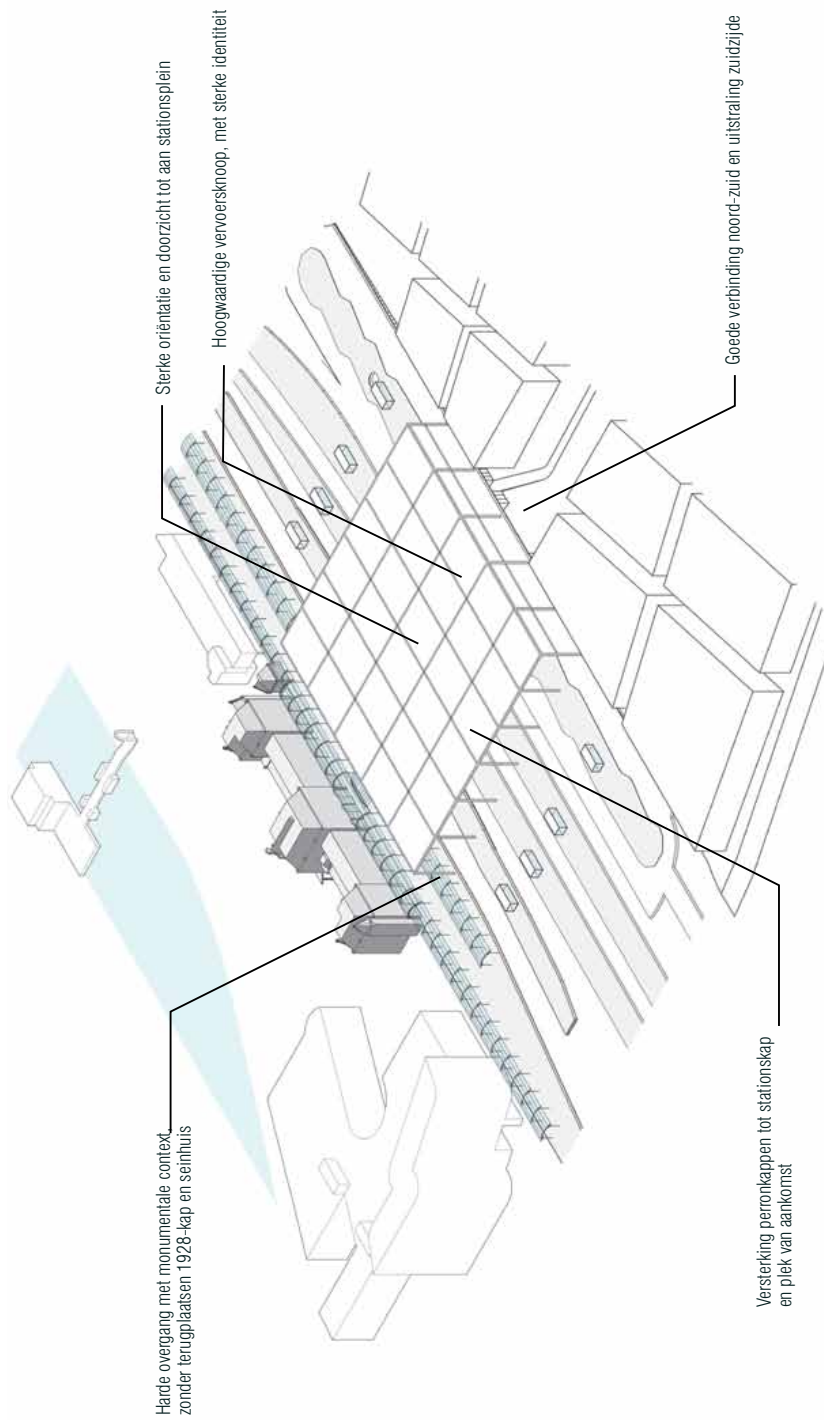 Harde overgang met monumentale context,
zonder terugplaatsen 1928-kap en seinhuis
Sterke oriëntatie en doorzicht tot aan stationsplein
Hoogwaardige vervoersknoop, met sterke identiteit
Versterking perronkappen tot stationskap
en plek van aankomst
Goede verbinding noord-zuid en uitstraling zuidzijde